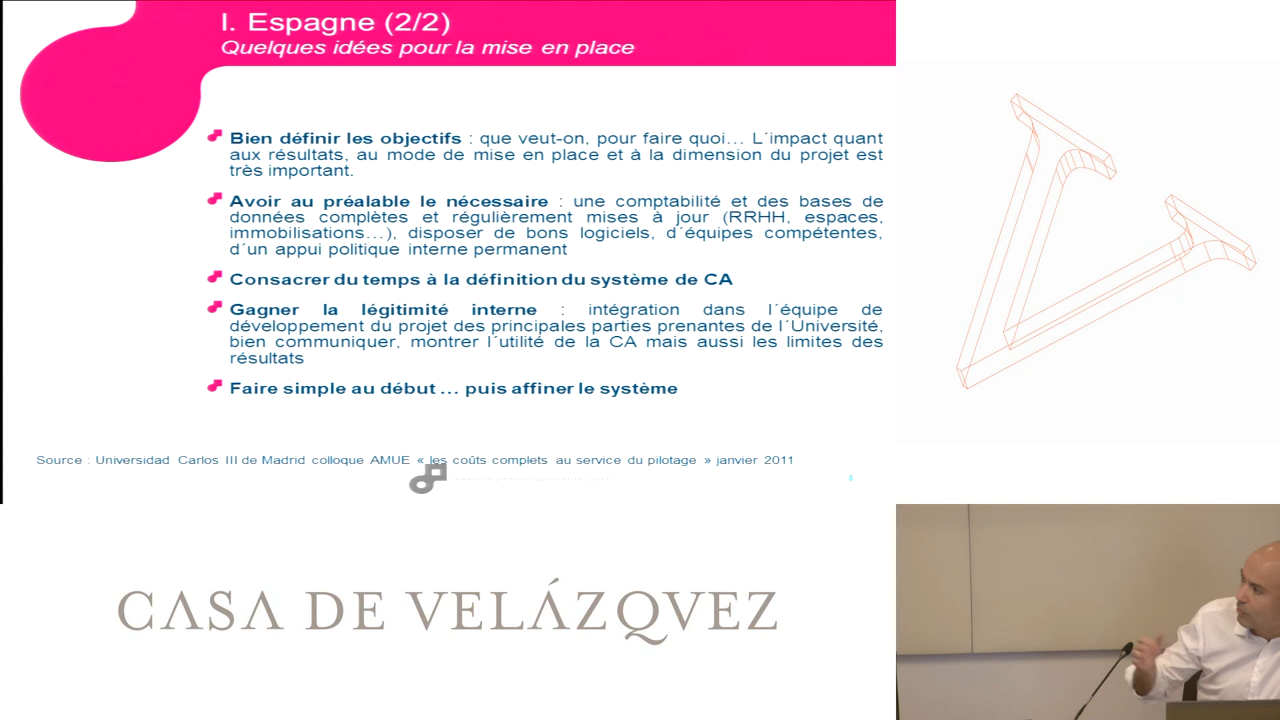 I. Espagne (2/2)
Quelques idées pour la mise en place
Bien définir les objectifs : que veut-on, pour faire quoi… L´impact quant
aux résultats, au mode de mise en place et à la dimension du projet est
très important.
Avoir au préalable le nécessaire : une comptabilité et des bases de
données complètes et régulièrement mises à jour (RRHH, espaces,
immobilisations…), disposer de bons logiciels, d´équipes compétentes,
d´un appui politique interne permanent
Consacrer du temps à la définition du système de CA
Gagner la légitimité interne : intégration dans l´équipe de
développement du projet des principales parties prenantes de l´Université,
bien communiquer, montrer l´utilité de la CA mais aussi les limites des
résultats
Faire simple au début … puis affiner le système
Source : Universidad Carlos III de Madrid colloque AMUE « les coûts complets au service du pilotage » janvier 2011
CASA DE VELÁZQVEZ